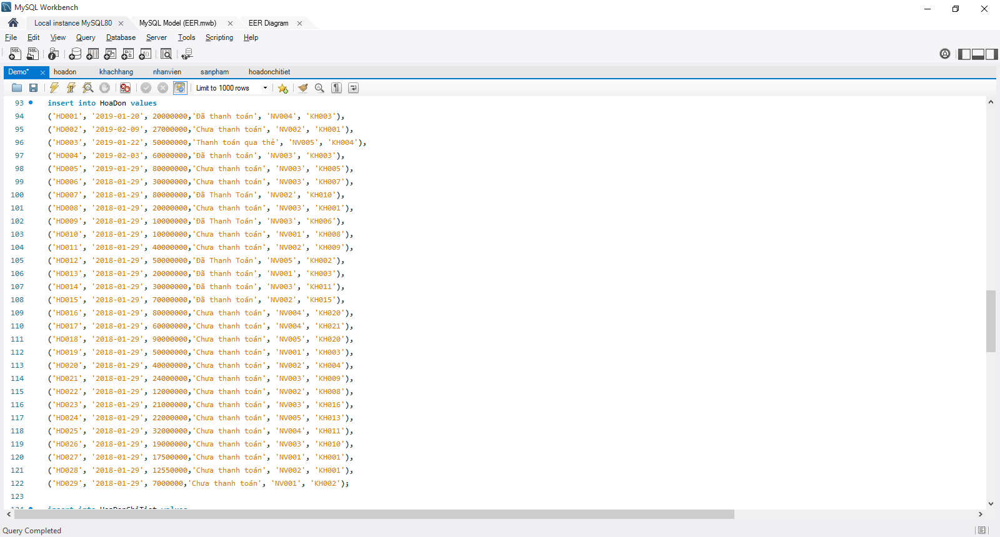 MySQL Workbench
Local instance MySQL80
MySQL Model (EER.mwb)
EER Diagram
File Edit View Query Database Server Tools Scripting Help
Demo* hoadon khachhang nhanvien sanpham hoadonchitiet
Limit to 1000 rows
93 insert into HoaDon values
94 ('HD001', '2019-01-20', 20000000,'Đã thanh toán', 'NV004', 'KH003'),
95 ('HD002', '2019-02-09', 27000000,'Chưa thanh toán', 'NV002', 'KH001'),
96 ('HD003', '2019-01-22', 50000000,'Thanh toán qua thẻ', 'NV005', 'KH004'),
97 ('HD004', '2019-02-03', 60000000,'Đã thanh toán', 'NV003', 'KH003'),
98 ('HD005', '2019-01-29', 80000000,'Chưa thanh toán', 'NV003', 'KH005'),
99 ('HD006', '2018-01-29', 30000000,'Chưa thanh toán', 'NV003', 'KH007'),
100 ('HD007', '2018-01-29', 80000000,'Đã Thanh Toán', 'NV002', 'KH010'),
101 ('HD008', '2018-01-29', 20000000,'Chưa thanh toán', 'NV003', 'KH001'),
102 ('HD009', '2018-01-29', 10000000,'Đã Thanh Toán', 'NV003', 'KH006'),
103 ('HD010', '2018-01-29', 10000000,'Chưa thanh toán', 'NV001', 'KH008'),
104 ('HD011', '2018-01-29', 40000000,'Chưa thanh toán', 'NV002', 'KH009'),
105 ('HD012', '2018-01-29', 50000000,'Đã Thanh Toán', 'NV005', 'KH002'),
106 ('HD013', '2018-01-29', 20000000,'Đã thanh toán', 'NV001', 'KH003'),
107 ('HD014', '2018-01-29', 30000000,'Đã thanh toán', 'NV003', 'KH011'),
108 ('HD015', '2018-01-29', 70000000,'Đã thanh toán', 'NV002', 'KH015'),
109 ('HD016', '2018-01-29', 80000000,'Chưa thanh toán', 'NV004', 'KH020'),
110 ('HD017', '2018-01-29', 60000000,'Chưa thanh toán', 'NV004', 'KH021'),
111 ('HD018', '2018-01-29', 90000000,'Chưa thanh toán', 'NV005', 'KH020'),
112 ('HD019', '2018-01-29', 50000000,'Chưa thanh toán', 'NV001', 'KH003'),
113 ('HD020', '2018-01-29', 40000000,'Chưa thanh toán', 'NV002', 'KH004'),
114 ('HD021', '2018-01-29', 24000000,'Chưa thanh toán', 'NV003', 'KH009'),
115 ('HD022', '2018-01-29', 12000000,'Chưa thanh toán', 'NV002', 'KH008'),
116 ('HD023', '2018-01-29', 21000000,'Chưa thanh toán', 'NV003', 'KH016'),
117 ('HD024', '2018-01-29', 22000000,'Chưa thanh toán', 'NV005', 'KH013'),
118 ('HD025', '2018-01-29', 32000000,'Chưa thanh toán', 'NV004', 'KH011'),
119 ('HD026', '2018-01-29', 19000000,'Chưa thanh toán', 'NV003', 'KH010'),
120 ('HD027', '2018-01-29', 17500000,'Chưa thanh toán', 'NV001', 'KH001'),
121 ('HD028', '2018-01-29', 12550000,'Chưa thanh toán', 'NV002', 'KH001'),
122 ('HD029', '2018-01-29', 7000000,'Chưa thanh toán', 'NV001', 'KH002');
123
124 insert into HoaDonChiTiet values
Query Completed